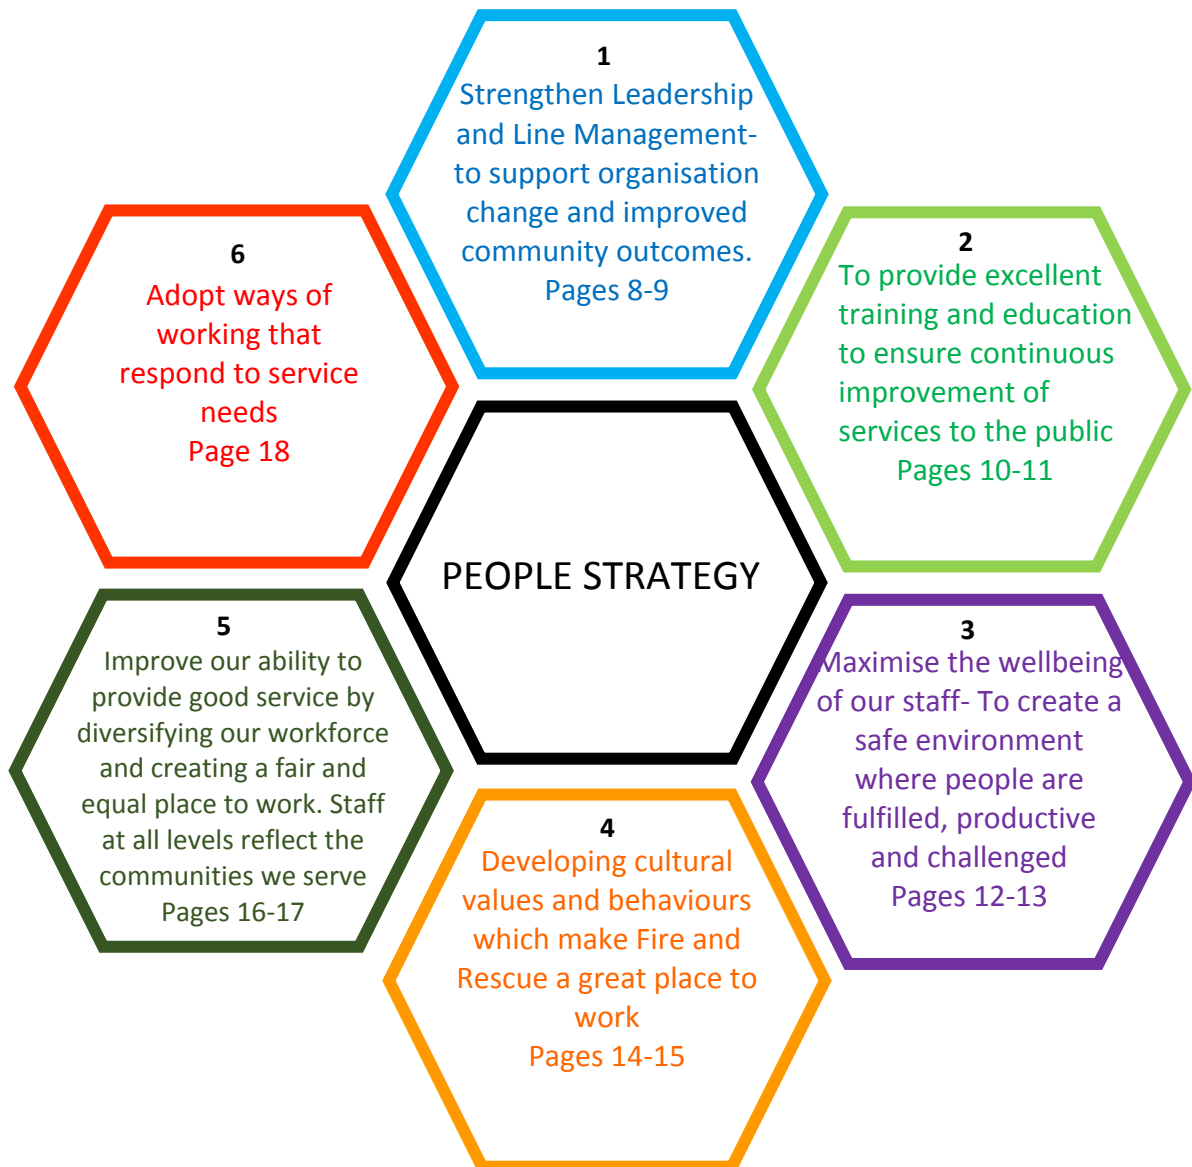 1
Strengthen Leadership
and Line Management-
to support organisation
change and improved
community outcomes.
Pages 8-9
2
To provide excellent
training and education
to ensure continuous
improvement of
services to the public
Pages 10-11
3
Maximise the wellbeing
of our staff- To create a
safe environment
where people are
fulfilled, productive
and challenged
Pages 12-13
4
Developing cultural
values and behaviours
which make Fire and
Rescue a great place to
work
Pages 14-15
5
Improve our ability to
provide good service by
diversifying our workforce
and creating a fair and
equal place to work. Staff
at all levels reflect the
communities we serve
Pages 16-17
6
Adopt ways of
working that
respond to service
needs
Page 18
PEOPLE STRATEGY